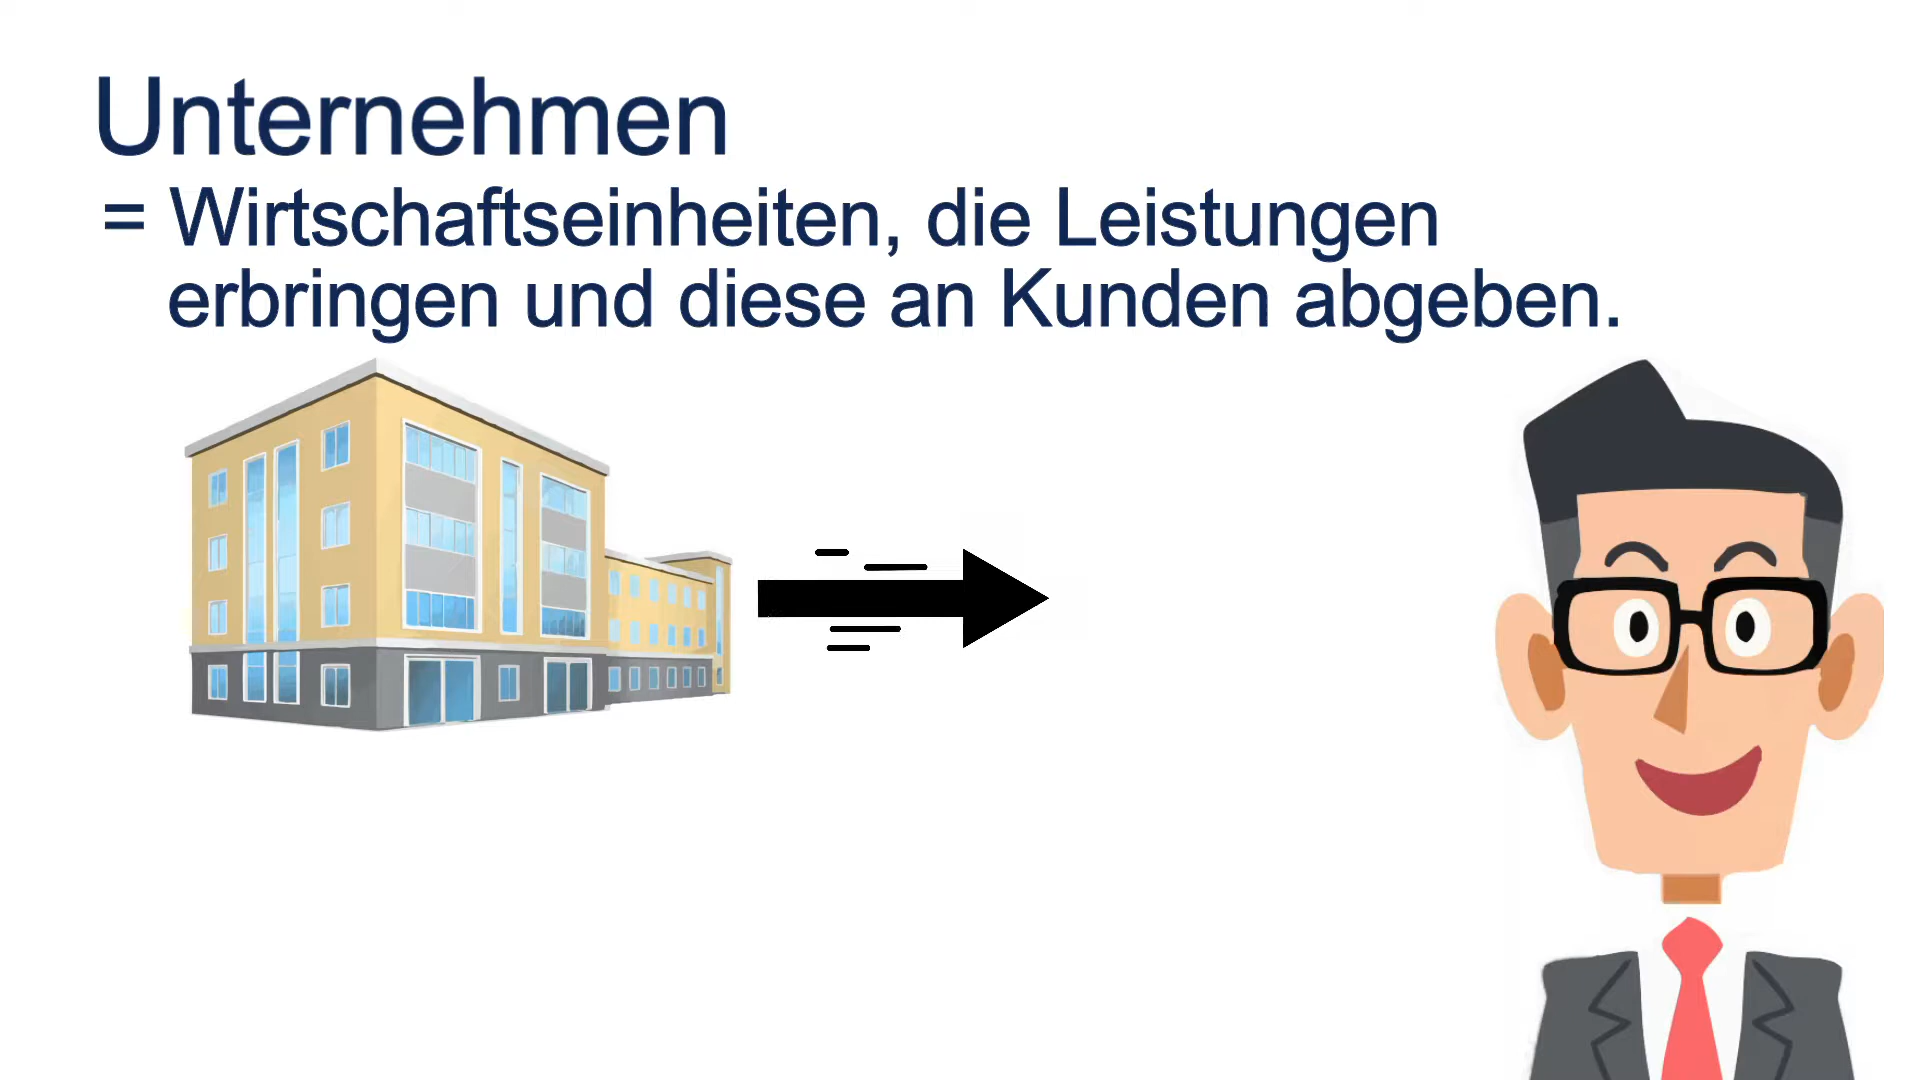 Unternehmen
= Wirtschaftseinheiten, die Leistungen
erbringen und diese an Kunden abgeben.